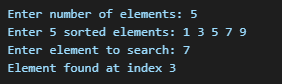 Enter number of elements: 5
Enter 5 sorted elements: 1 3 5 7 9
Enter element to search: 7
Element found at index 3